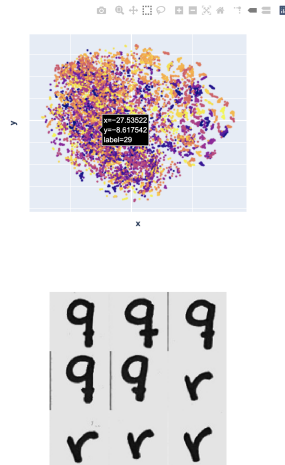 y
x=−27.53522
y=−8.617542
label=29
x
q q q
q q r
r r r